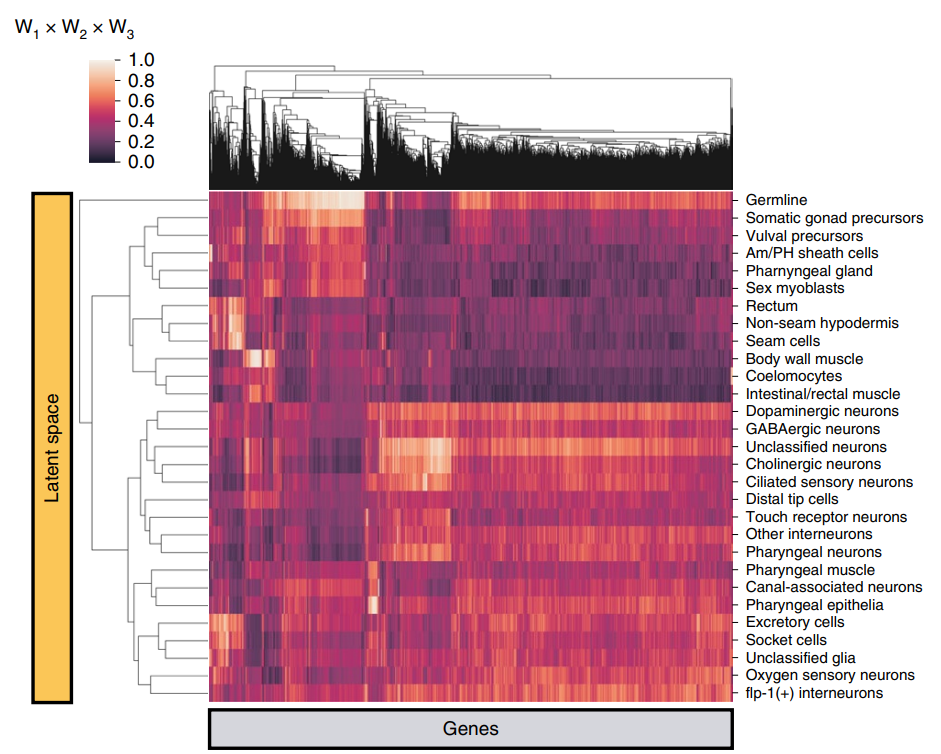 W1 × W2 × W3
1.0
0.8
0.6
0.4
0.2
0.0
Latent space
Germline
Somatic gonad precursors
Vulval precursors
Am/PH sheath cells
Pharnyngeal gland
Sex myoblasts
Rectum
Non-seam hypodermis
Seam cells
Body wall muscle
Coelomocytes
Intestinal/rectal muscle
Dopaminergic neurons
GABAergic neurons
Unclassified neurons
Cholinergic neurons
Ciliated sensory neurons
Distal tip cells
Touch receptor neurons
Other interneurons
Pharyngeal neurons
Pharyngeal muscle
Canal-associated neurons
Pharyngeal epithelia
Excretory cells
Socket cells
Unclassified glia
Oxygen sensory neurons
flp-1(+) interneurons
Genes